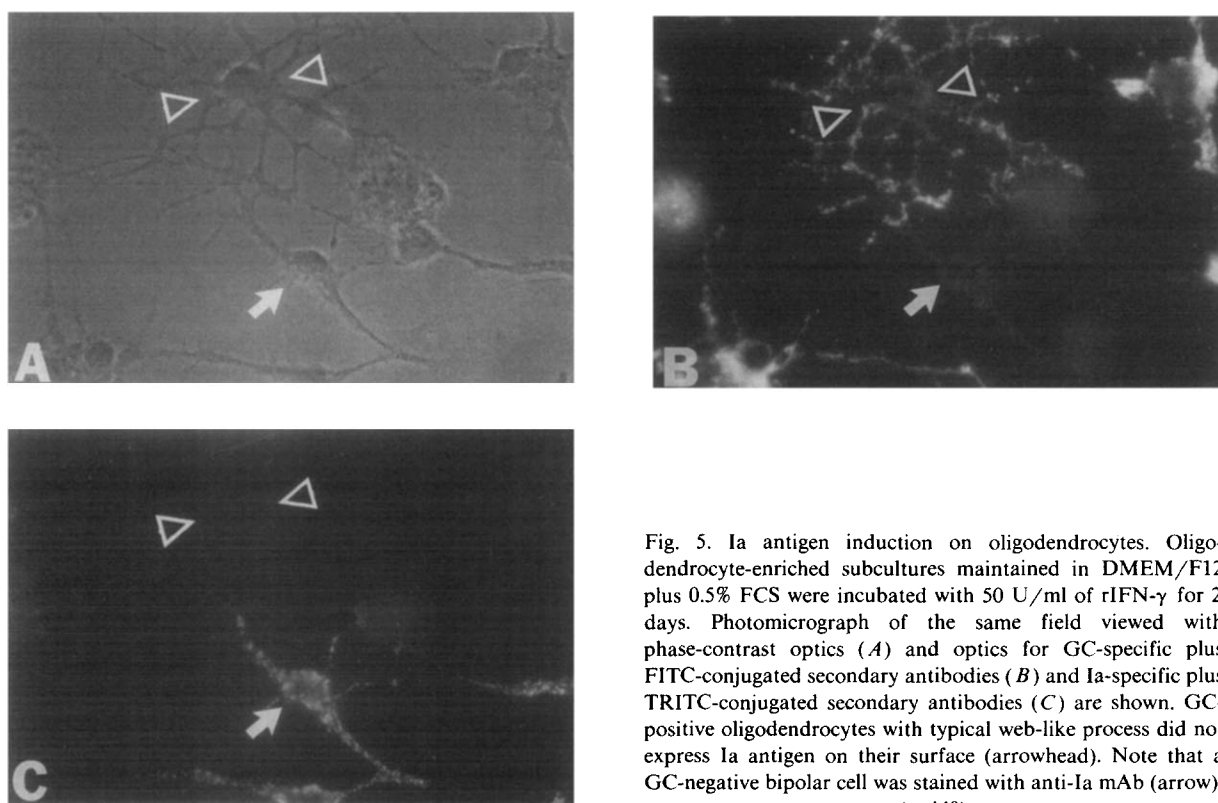 A
B
C
Fig. 5. Ia antigen induction on oligodendrocytes. Oligo-
dendrocyte-enriched subcultures maintained in DMEM/F12
plus 0.5% FCS were incubated with 50 U/ml of rIFN-γ for 2
days. Photomicrograph of the same field viewed with
phase-contrast optics (A) and optics for GC-specific plus
FITC-conjugated secondary antibodies (B) and Ia-specific plus
TRITC-conjugated secondary antibodies (C) are shown. GC-
positive oligodendrocytes with typical web-like process did no
express Ia antigen on their surface (arrowhead). Note that a
GC-negative bipolar cell was stained with anti-Ia mAb (arrow)